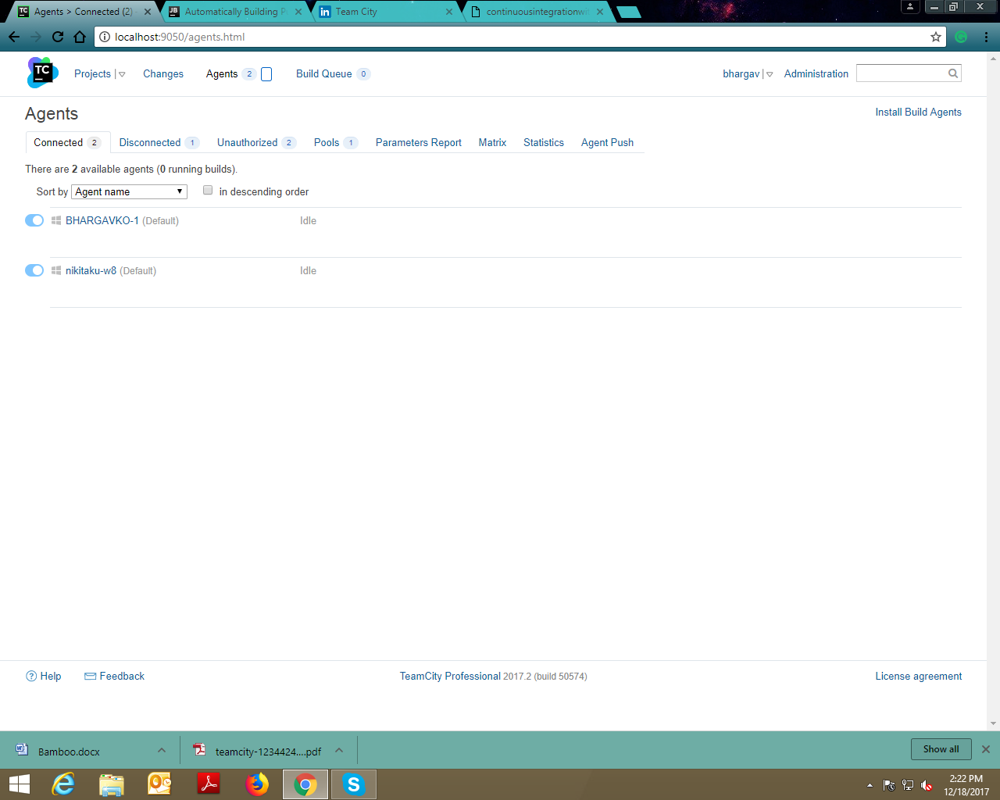 TC Agents > Connected (2)
JB Automatically Building P
in Team City
continuousintegrationw
localhost:9050/agents.html
TC Projects Changes Agents 2 Build Queue 0 bhargav Administration
Agents Install Build Agents
Connected 2 Disconnected 1 Unauthorized 2 Pools 1 Parameters Report Matrix Statistics Agent Push
There are 2 available agents (0 running builds).
Sort by Agent name in descending order
BHARGAVKO-1 (Default) Idle
nikitaku-w8 (Default) Idle
Help Feedback TeamCity Professional 2017.2 (build 50574) License agreement
Bamboo.docx teamcity-1234424....pdf Show all
2:22 PM
12/18/2017